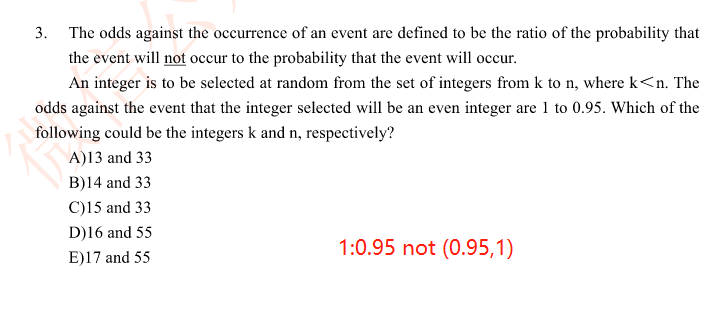 3. The odds against the occurrence of an event are defined to be the ratio of the probability that
the event will not occur to the probability that the event will occur.
An integer is to be selected at random from the set of integers from k to n, where k<n. The
odds against the event that the integer selected will be an even integer are 1 to 0.95. Which of the
following could be the integers k and n, respectively?
A)13 and 33
B)14 and 33
C)15 and 33
D)16 and 55
E)17 and 55
1:0.95 not (0.95,1)